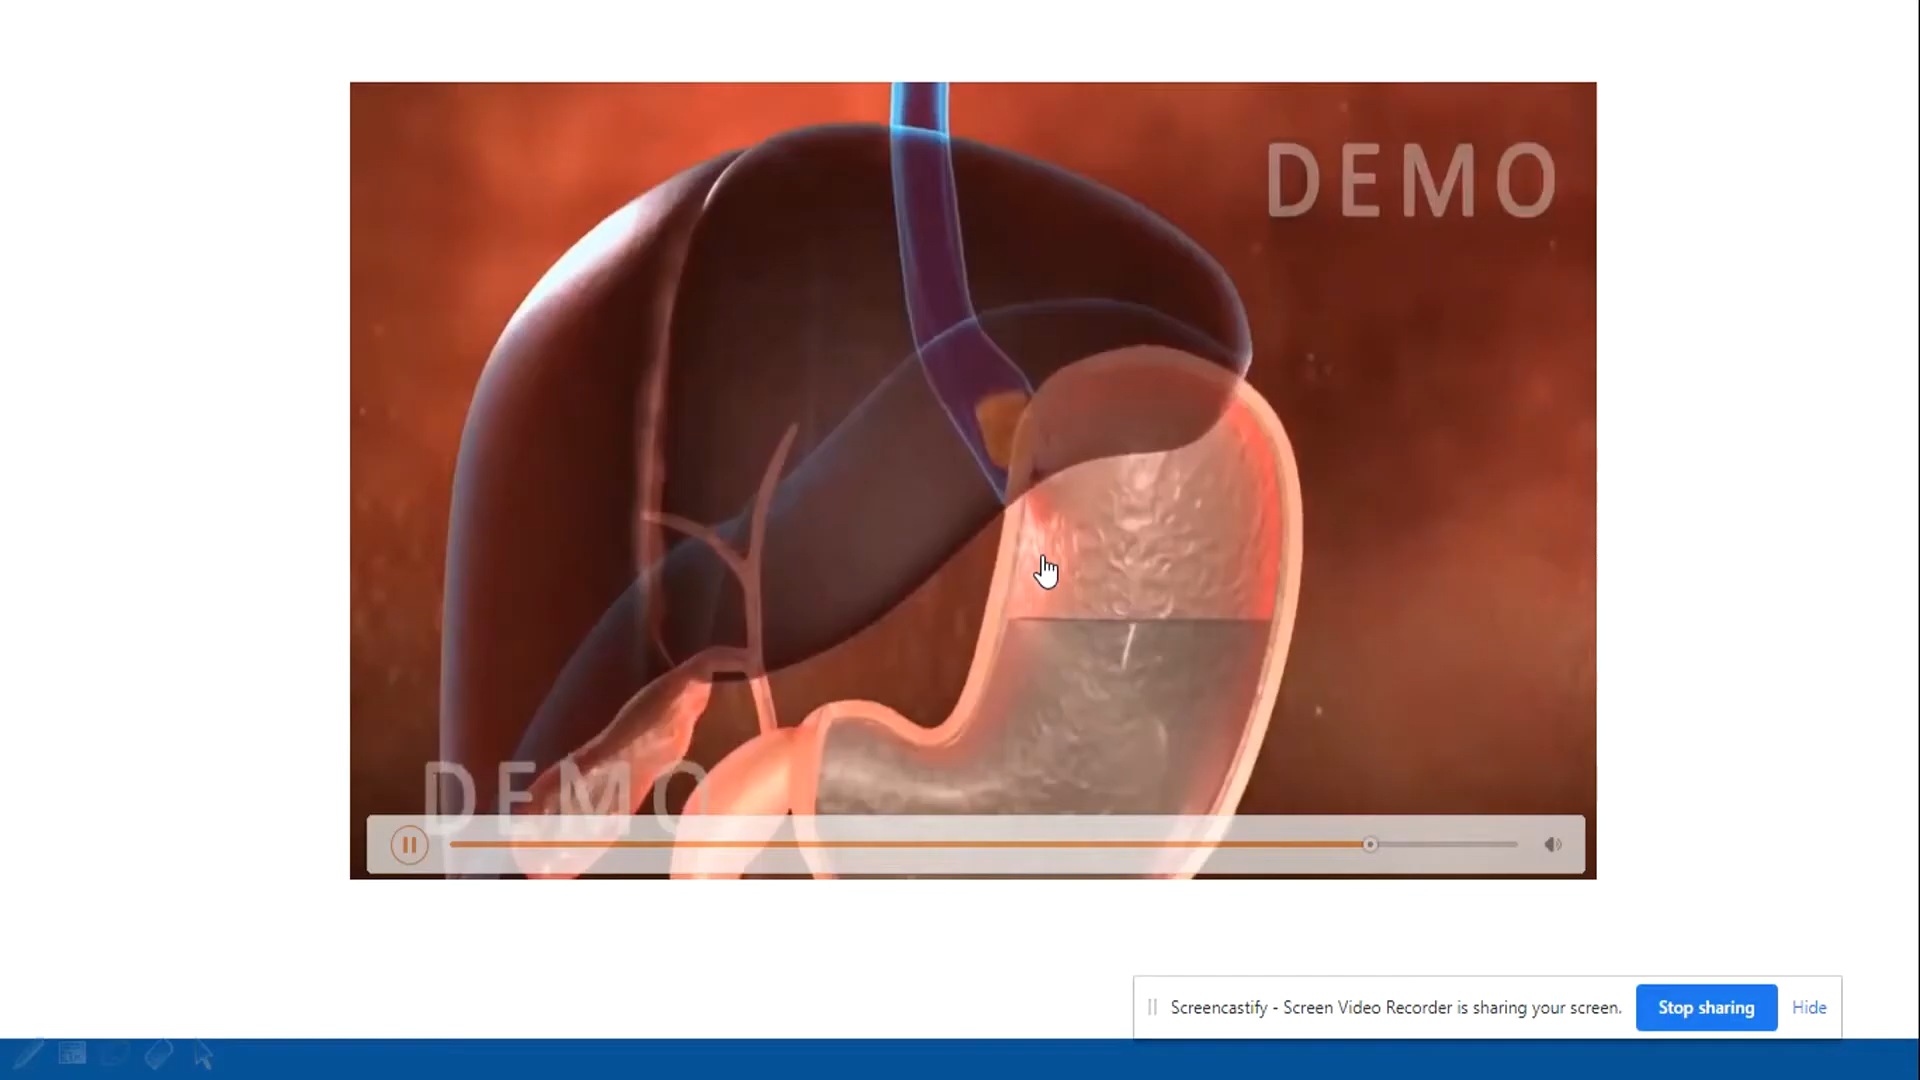 DEMO
DEMO
Screencastify - Screen Video Recorder is sharing your screen.
Stop sharing
Hide